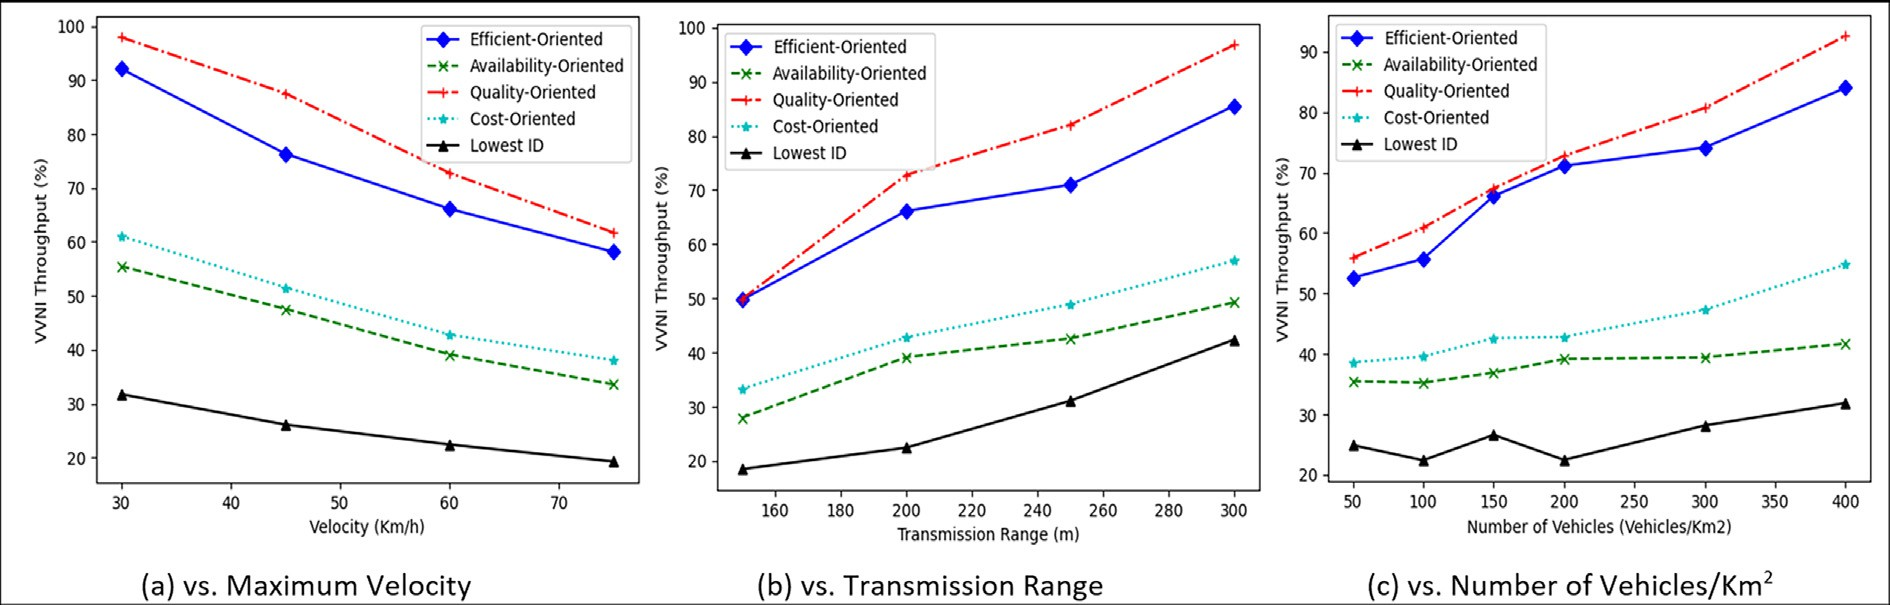 100
90
80
70
60
50
40
30
20
VVNI Throughput (%)
Efficient-Oriented
Availability-Oriented
Quality-Oriented
Cost-Oriented
Lowest ID
30 40 50 60 70
Velocity (Km/h)
(a) vs. Maximum Velocity
100
90
80
70
60
50
40
30
20
VVNI Throughput (%)
Efficient-Oriented
Availability-Oriented
Quality-Oriented
Cost-Oriented
Lowest ID
160 180 200 220 240 260 280 300
Transmission Range (m)
(b) vs. Transmission Range
90
80
70
60
50
40
30
20
VVNI Throughput (%)
Efficient-Oriented
Availability-Oriented
Quality-Oriented
Cost-Oriented
Lowest ID
50 100 150 200 250 300 350 400
Number of Vehicles (Vehicles/Km2)
(c) vs. Number of Vehicles/Km²